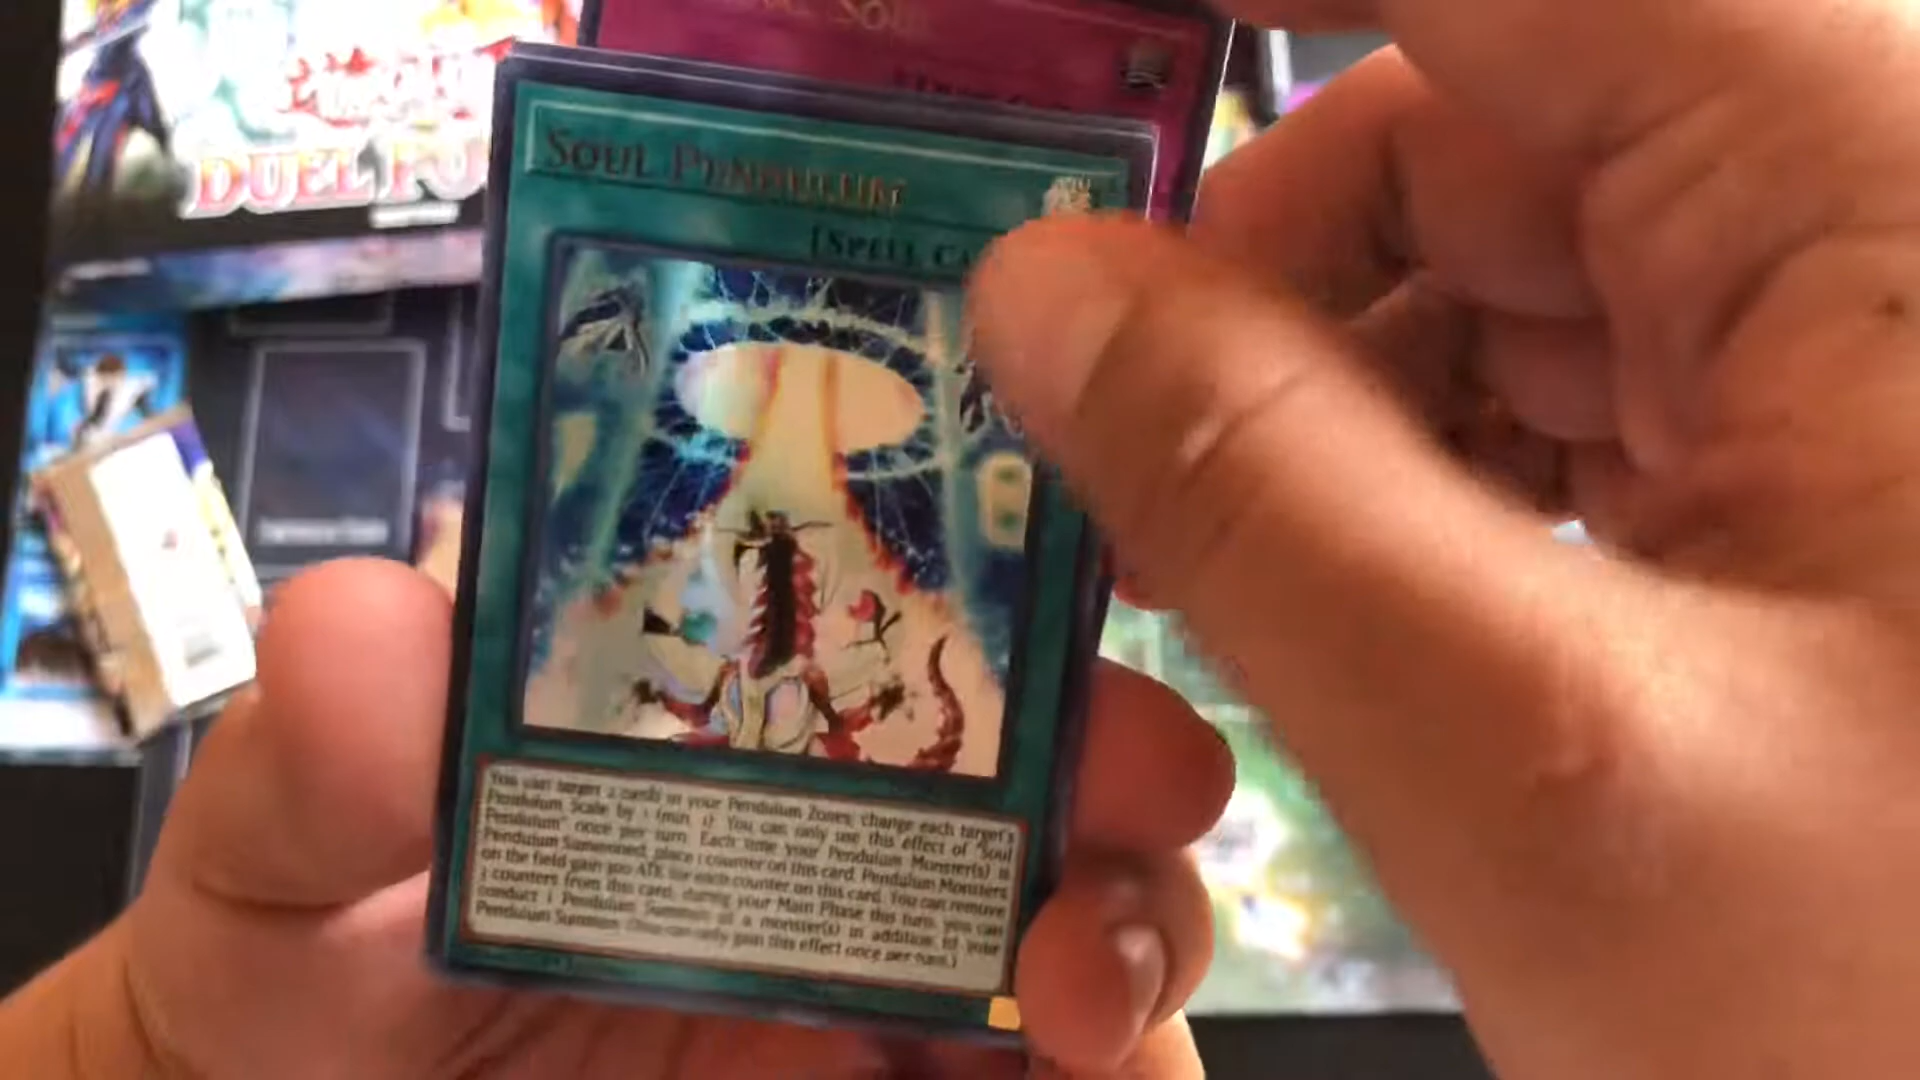 SOUL
DUEL PO
SOUL PENDULUM
[SPELL CA
You can target 2 cards in your Pendulum Zones; change each target's
Pendulum Scale by 1 (min. 1). You can only use this effect of "Soul
Pendulum" once per turn. Each time your Pendulum Monster(s) is
Pendulum Summoned, place 1 counter on this card. Pendulum Monsters
on the field gain 300 ATK for each counter on this card. You can remove
3 counters from this card; during your Main Phase this turn, you can
conduct 1 Pendulum Summon of a monster(s) in addition to your
Pendulum Summon. (You can only gain this effect once per turn.)